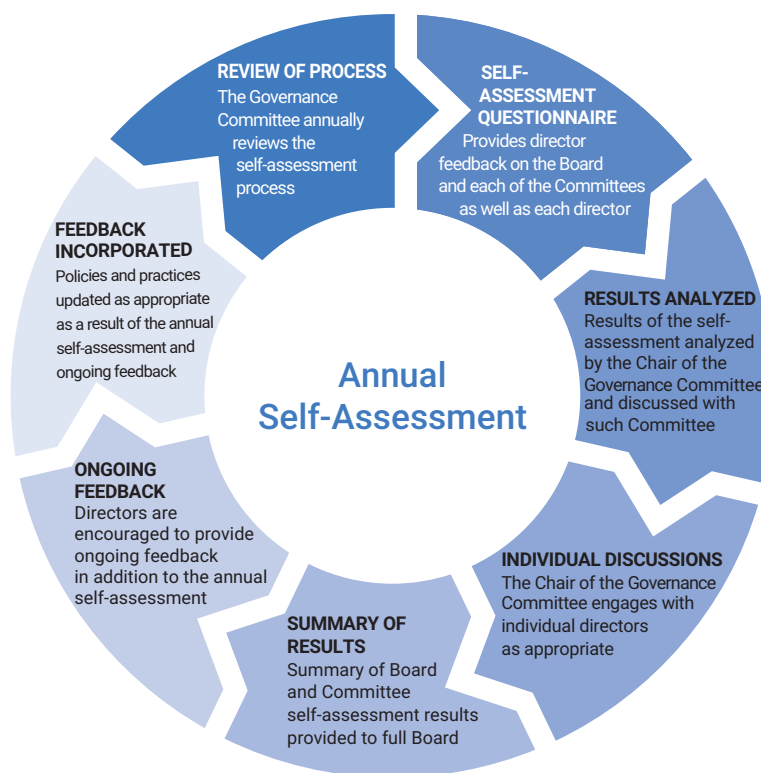 REVIEW OF PROCESS
The Governance
Committee annually
reviews the
self-assessment
process
SELF-
ASSESSMENT
QUESTIONNAIRE
Provides director
feedback on the Board
and each of the Committees
as well as each director
RESULTS ANALYZED
Results of the self-
assessment analyzed
by the Chair of the
Governance Committee
and discussed with
such Committee
INDIVIDUAL DISCUSSIONS
The Chair of the Governance
Committee engages with
individual directors
as appropriate
SUMMARY OF
RESULTS
Summary of Board
and Committee
self-assessment results
provided to full Board
ONGOING
FEEDBACK
Directors are
encouraged to provide
ongoing feedback
in addition to the annual
self-assessment
FEEDBACK
INCORPORATED
Policies and practices
updated as appropriate
as a result of the annual
self-assessment and
ongoing feedback
Annual
Self-Assessment